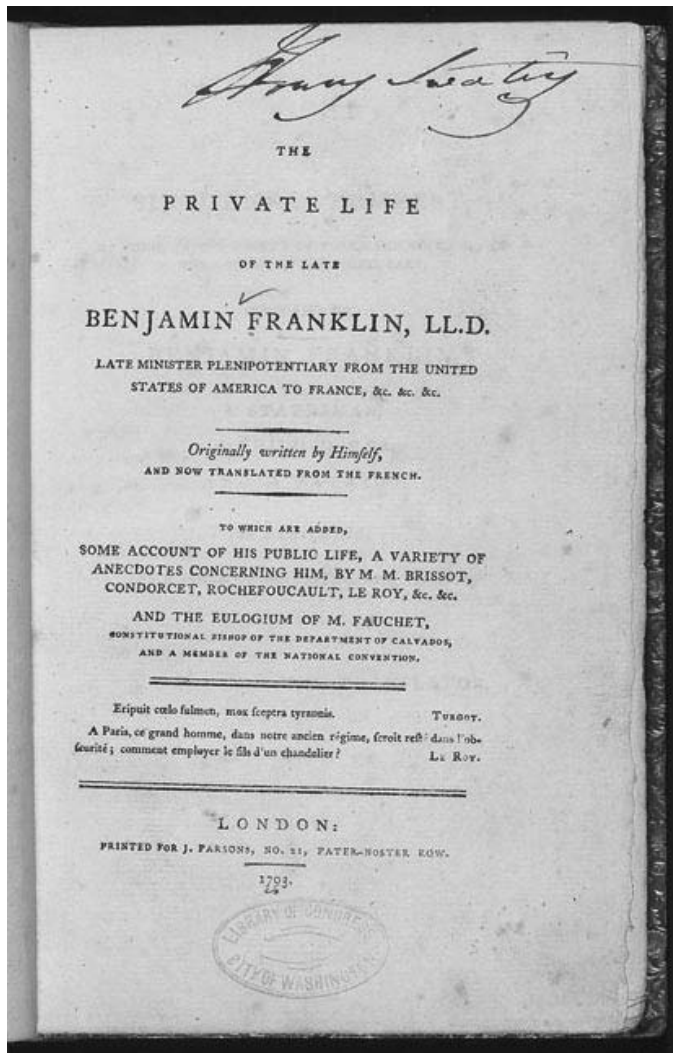 THE
PRIVATE LIFE
OF THE LATE
BENJAMIN FRANKLIN, LL.D.
LATE MINISTER PLENIPOTENTIARY FROM THE UNITED
STATES OF AMERICA TO FRANCE, &c. &c. &c.
Originally written by Himſelf,
AND NOW TRANSLATED FROM THE FRENCH.
TO WHICH ARE ADDED,
SOME ACCOUNT OF HIS PUBLIC LIFE, A VARIETY OF
ANECDOTES CONCERNING HIM, BY M. M. BRISSOT,
CONDORCET, ROCHEFOUCAULT, LE ROY, &c. &c.
AND THE EULOGIUM OF M. FAUCHET,
CONSTITUTIONAL BISHOP OF THE DEPARTMENT OF CALVADOS,
AND A MEMBER OF THE NATIONAL CONVENTION.
Eripuit cœlo fulmen, mox ſceptra tyrannis. TURGOT.
A Paris, ce grand homme, dans notre ancien régime, ſeroit reſté dans l'ob-
ſcurité; comment employer le fils d'un chandelier? LE ROY.
LONDON:
PRINTED FOR J. PARSONS, NO. 21, PATER-NOSTER ROW.
1793.
LIBRARY OF CONGRESS
CITY OF WASHINGTON